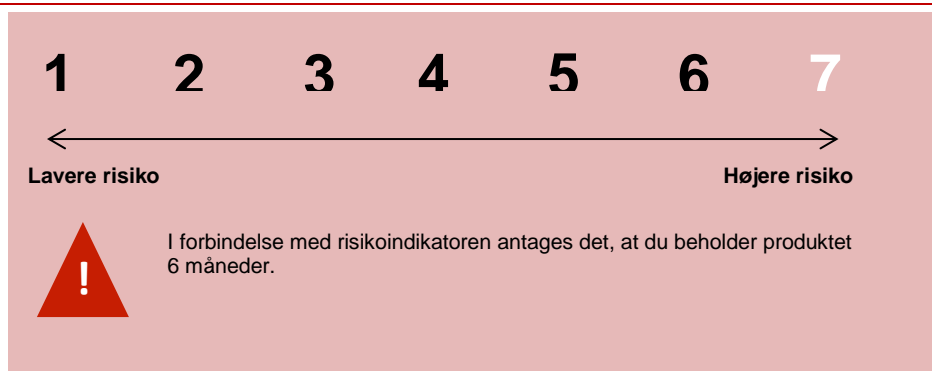 1 2 3 4 5 6 7
Lavere risiko Højere risiko
I forbindelse med risikoindikatoren antages det, at du beholder produktet
6 måneder.
!